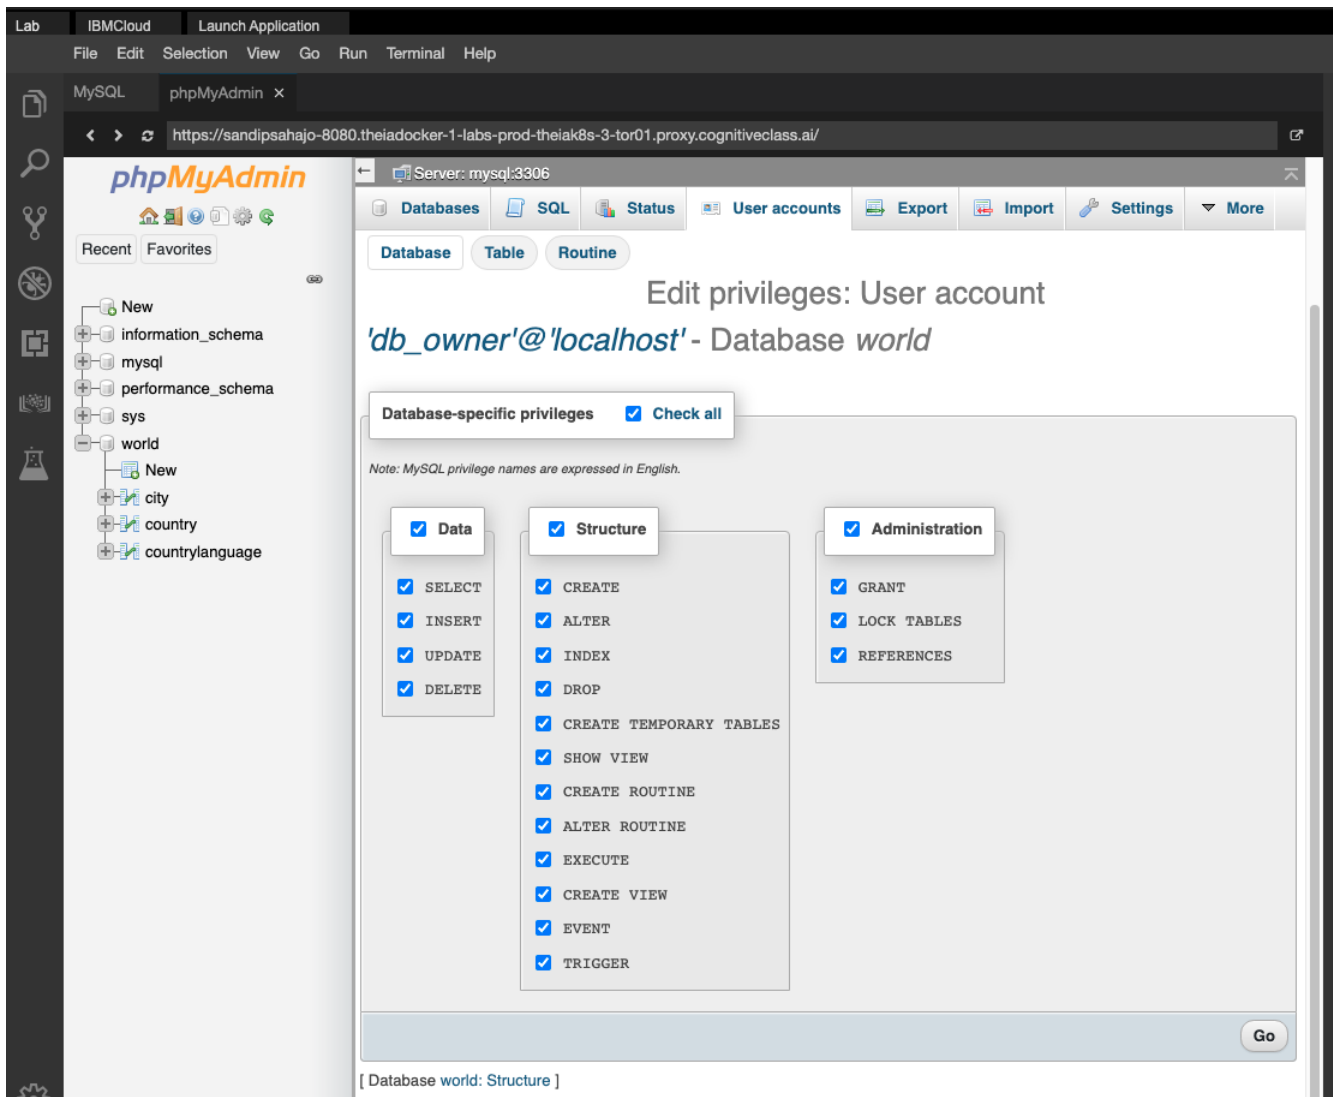 Lab IBMCloud Launch Application
File Edit Selection View Go Run Terminal Help
MySQL phpMyAdmin ×
https://sandipsahajo-8080.theiadocker-1-labs-prod-theiak8s-3-tor01.proxy.cognitiveclass.ai/
phpMyAdmin
Recent Favorites
New
information_schema
mysql
performance_schema
sys
world
New
city
country
countrylanguage
Server: mysql:3306
Databases SQL Status User accounts Export Import Settings More
Database Table Routine
Edit privileges: User account
'db_owner'@'localhost' - Database world
Database-specific privileges Check all
Note: MySQL privilege names are expressed in English.
Data
SELECT
INSERT
UPDATE
DELETE
Structure
CREATE
ALTER
INDEX
DROP
CREATE TEMPORARY TABLES
SHOW VIEW
CREATE ROUTINE
ALTER ROUTINE
EXECUTE
CREATE VIEW
EVENT
TRIGGER
Administration
GRANT
LOCK TABLES
REFERENCES
Go
[ Database world: Structure ]